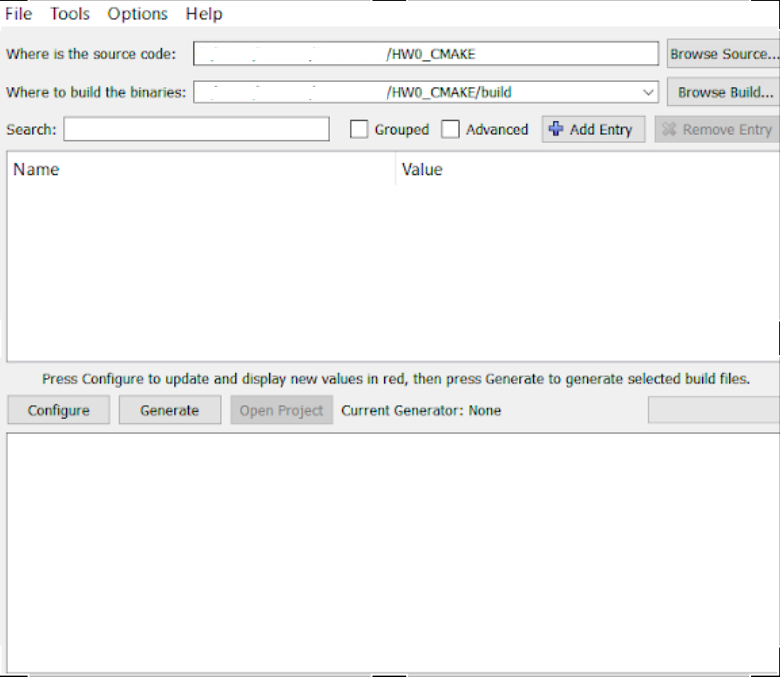 File Tools Options Help
Where is the source code: /HW0_CMAKE Browse Source...
Where to build the binaries: /HW0_CMAKE/build Browse Build...
Search: Grouped Advanced Add Entry Remove Entry
Name Value
Press Configure to update and display new values in red, then press Generate to generate selected build files.
Configure Generate Open Project Current Generator: None